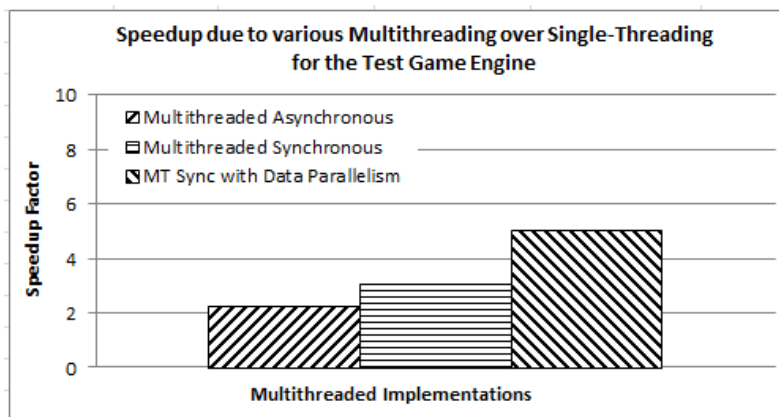 Speedup due to various Multithreading over Single-Threading
for the Test Game Engine
10
8
6
4
2
0
Speedup Factor
Multithreaded Asynchronous
Multithreaded Synchronous
MT Sync with Data Parallelism
Multithreaded Implementations